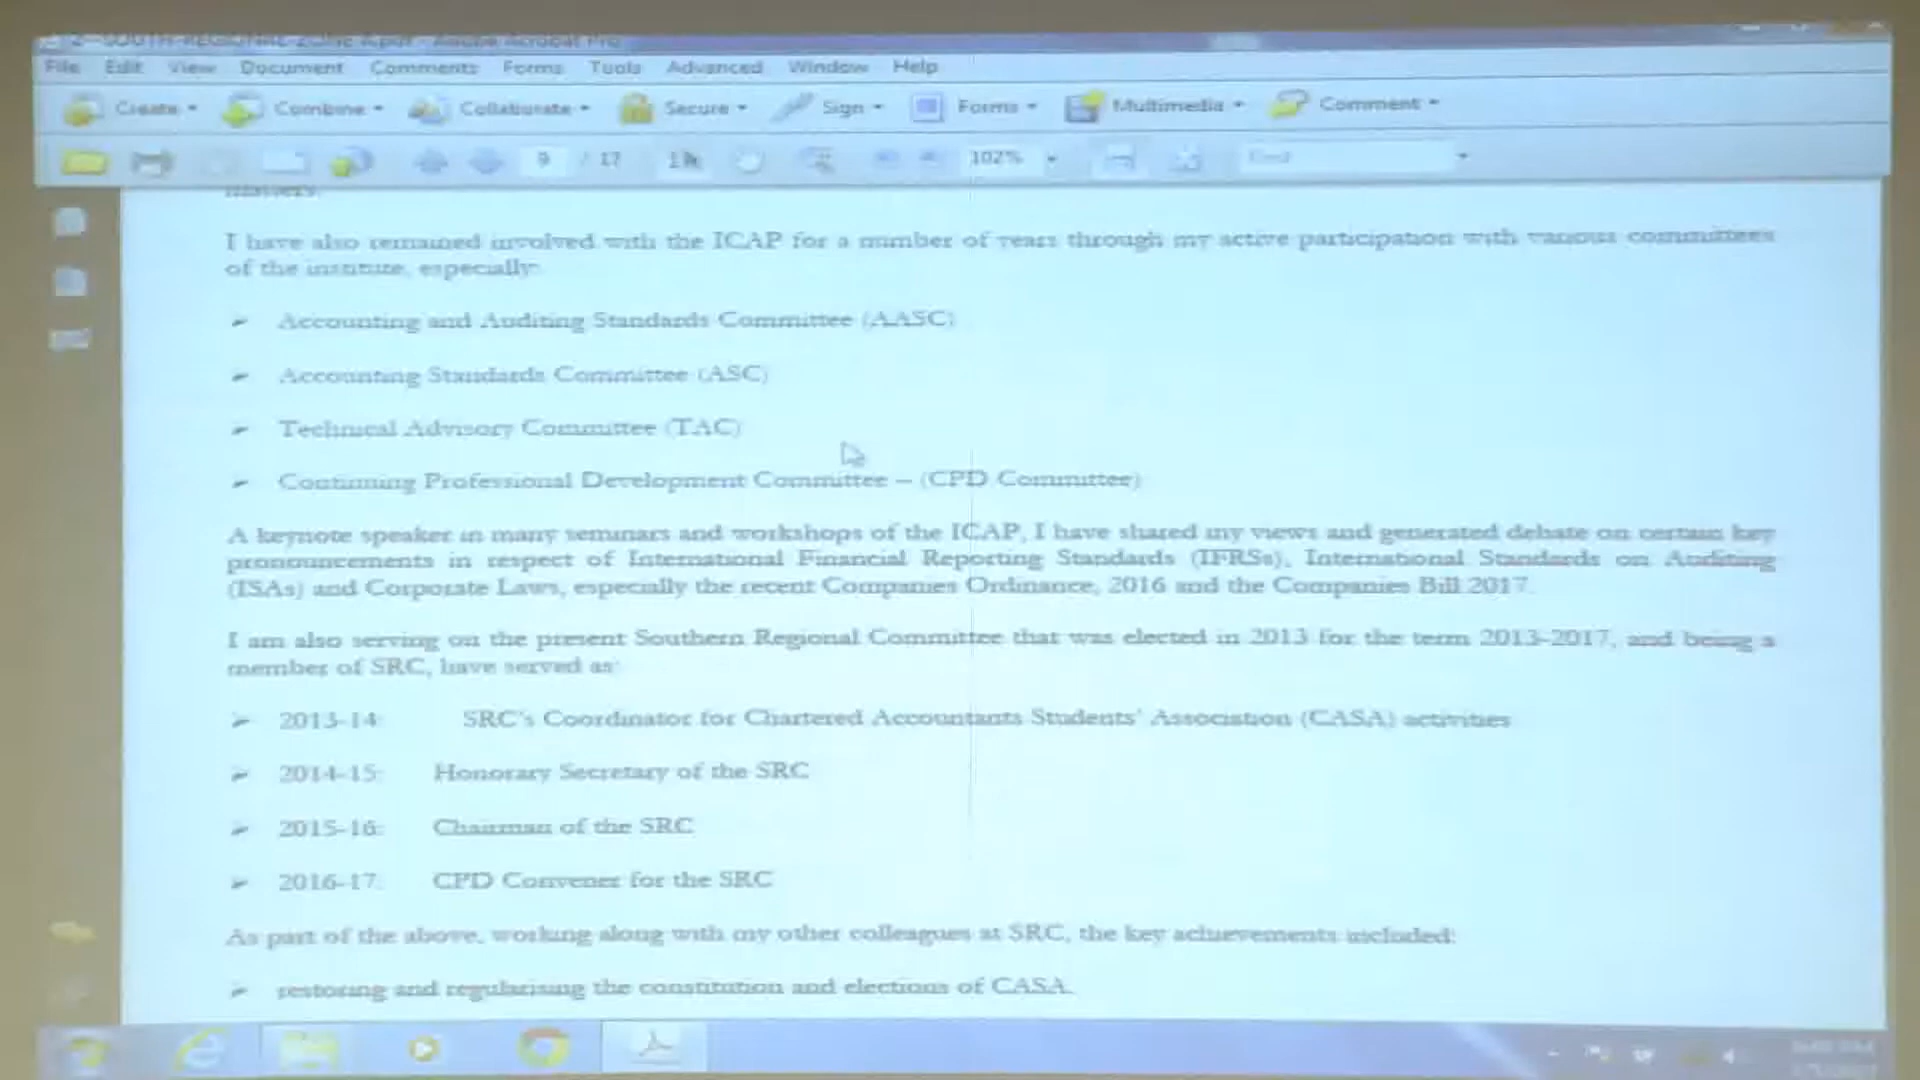 2--SOUTH-REGIONAL-ZONE-A.pdf - Adobe Acrobat Pro
File Edit View Document Comments Forms Tools Advanced Window Help
Create Combine Collaborate Secure Sign Forms Multimedia Comment
9 / 17 102% Find
matters.
I have also remained involved with the ICAP for a number of years through my active participation with various committees
of the institute, especially:
➢ Accounting and Auditing Standards Committee (AASC)
➢ Accounting Standards Committee (ASC)
➢ Technical Advisory Committee (TAC)
➢ Continuing Professional Development Committee – (CPD Committee)
A keynote speaker in many seminars and workshops of the ICAP, I have shared my views and generated debate on certain key
pronouncements in respect of International Financial Reporting Standards (IFRSs), International Standards on Auditing
(ISAs) and Corporate Laws, especially the recent Companies Ordinance, 2016 and the Companies Bill 2017.
I am also serving on the present Southern Regional Committee that was elected in 2013 for the term 2013-2017, and being a
member of SRC, have served as:
➢ 2013-14: SRC's Coordinator for Chartered Accountants Students' Association (CASA) activities
➢ 2014-15: Honorary Secretary of the SRC
➢ 2015-16: Chairman of the SRC
➢ 2016-17: CPD Convener for the SRC
As part of the above, working along with my other colleagues at SRC, the key achievements included:
➢ restoring and regularising the constitution and elections of CASA.